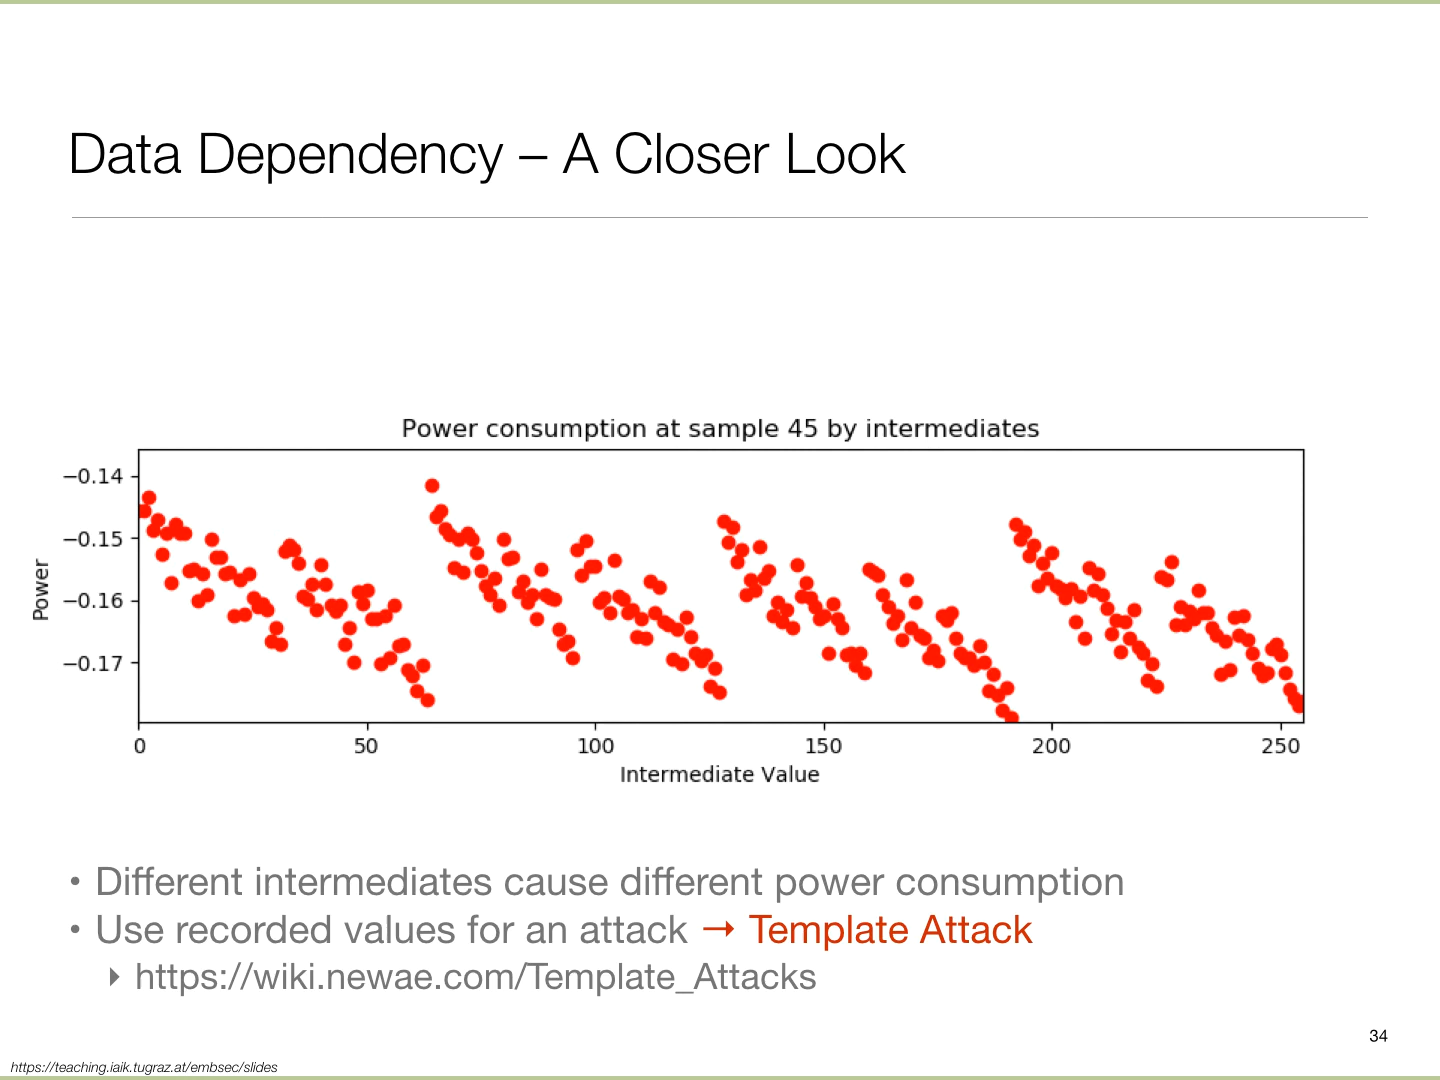 Data Dependency – A Closer Look
Power consumption at sample 45 by intermediates
Power
−0.14
−0.15
−0.16
−0.17
0 50 100 150 200 250
Intermediate Value
• Different intermediates cause different power consumption
• Use recorded values for an attack → Template Attack
‣ https://wiki.newae.com/Template_Attacks
34
https://teaching.iaik.tugraz.at/embsec/slides